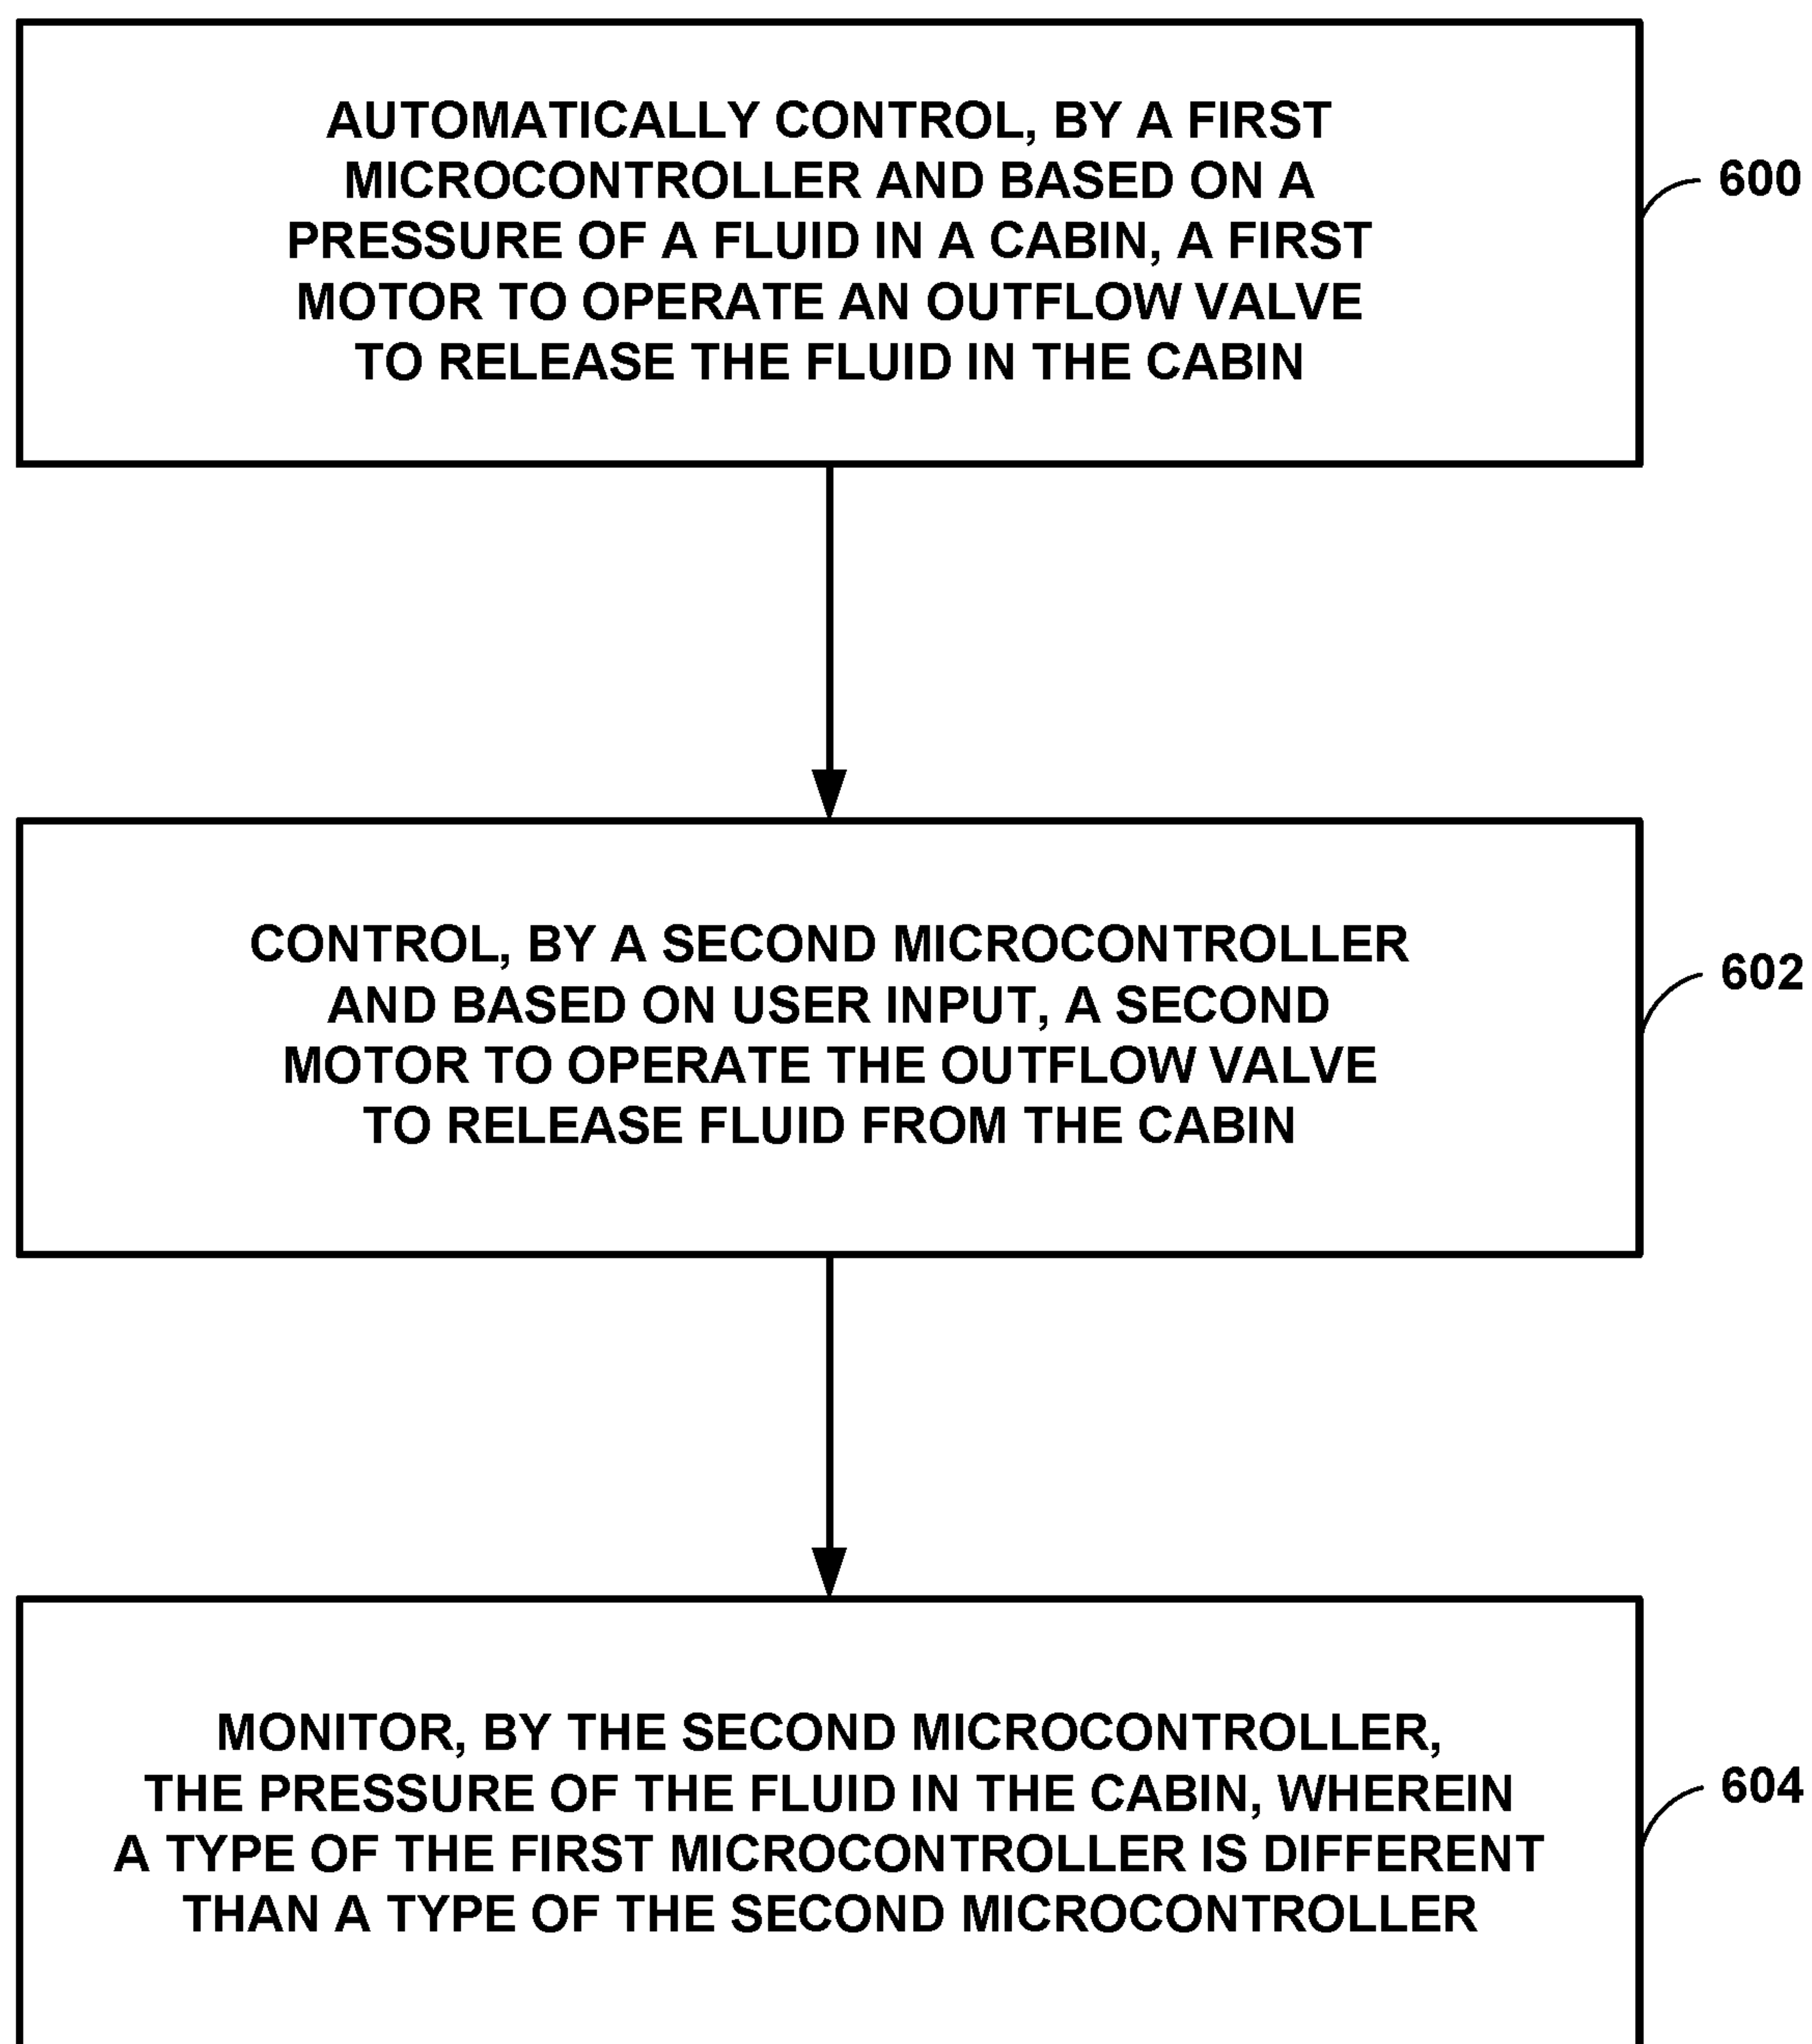 AUTOMATICALLY CONTROL, BY A FIRST
MICROCONTROLLER AND BASED ON A
PRESSURE OF A FLUID IN A CABIN, A FIRST
MOTOR TO OPERATE AN OUTFLOW VALVE
TO RELEASE THE FLUID IN THE CABIN
600
CONTROL, BY A SECOND MICROCONTROLLER
AND BASED ON USER INPUT, A SECOND
MOTOR TO OPERATE THE OUTFLOW VALVE
TO RELEASE FLUID FROM THE CABIN
602
MONITOR, BY THE SECOND MICROCONTROLLER,
THE PRESSURE OF THE FLUID IN THE CABIN, WHEREIN
A TYPE OF THE FIRST MICROCONTROLLER IS DIFFERENT
THAN A TYPE OF THE SECOND MICROCONTROLLER
604